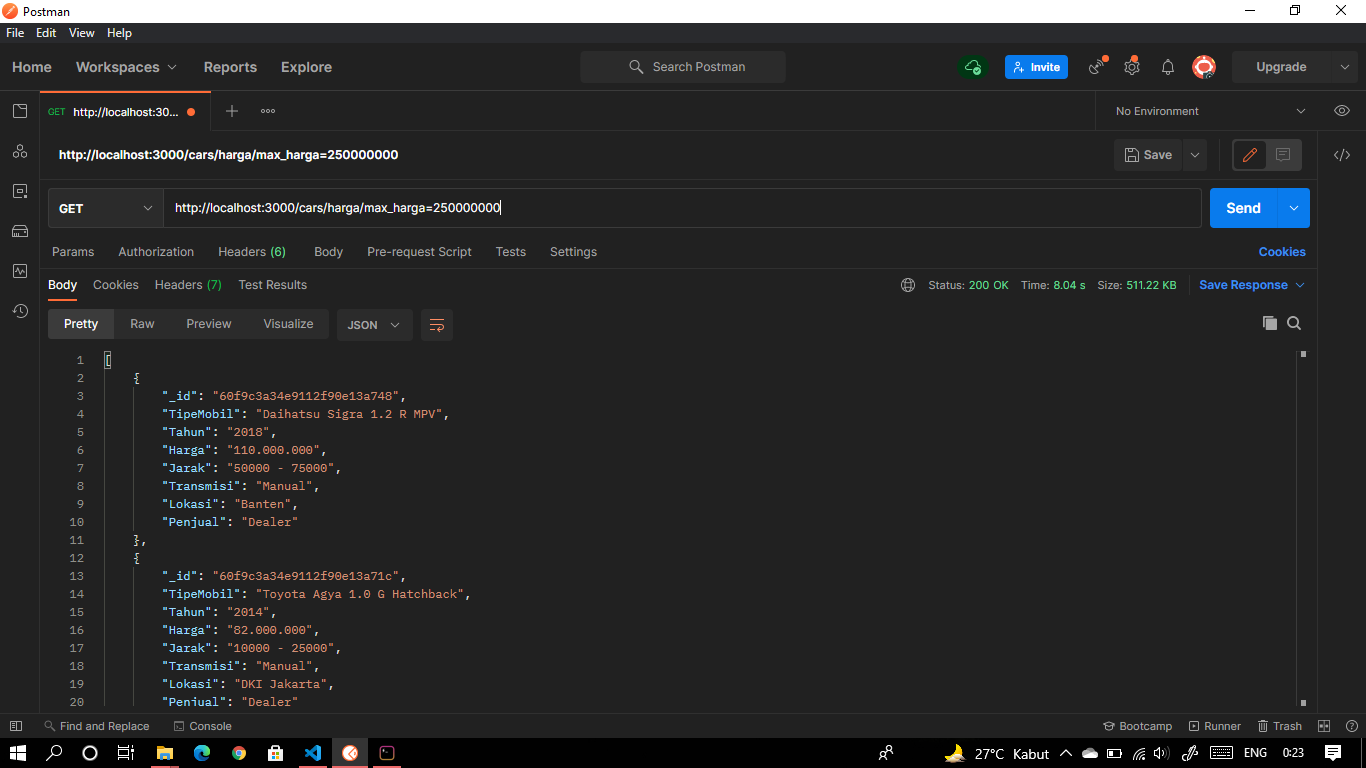 Postman
File Edit View Help
Home Workspaces Reports Explore Search Postman Invite Upgrade
GET http://localhost:30... No Environment
http://localhost:3000/cars/harga/max_harga=250000000 Save
GET http://localhost:3000/cars/harga/max_harga=250000000 Send
Params Authorization Headers (6) Body Pre-request Script Tests Settings Cookies
Body Cookies Headers (7) Test Results Status: 200 OK Time: 8.04 s Size: 511.22 KB Save Response
Pretty Raw Preview Visualize JSON
1 [
2 {
3 "_id": "60f9c3a34e9112f90e13a748",
4 "TipeMobil": "Daihatsu Sigra 1.2 R MPV",
5 "Tahun": "2018",
6 "Harga": "110.000.000",
7 "Jarak": "50000 - 75000",
8 "Transmisi": "Manual",
9 "Lokasi": "Banten",
10 "Penjual": "Dealer"
11 },
12 {
13 "_id": "60f9c3a34e9112f90e13a71c",
14 "TipeMobil": "Toyota Agya 1.0 G Hatchback",
15 "Tahun": "2014",
16 "Harga": "82.000.000",
17 "Jarak": "10000 - 25000",
18 "Transmisi": "Manual",
19 "Lokasi": "DKI Jakarta",
20 "Penjual": "Dealer"
Find and Replace Console Bootcamp Runner Trash
27°C Kabut ENG 0:23